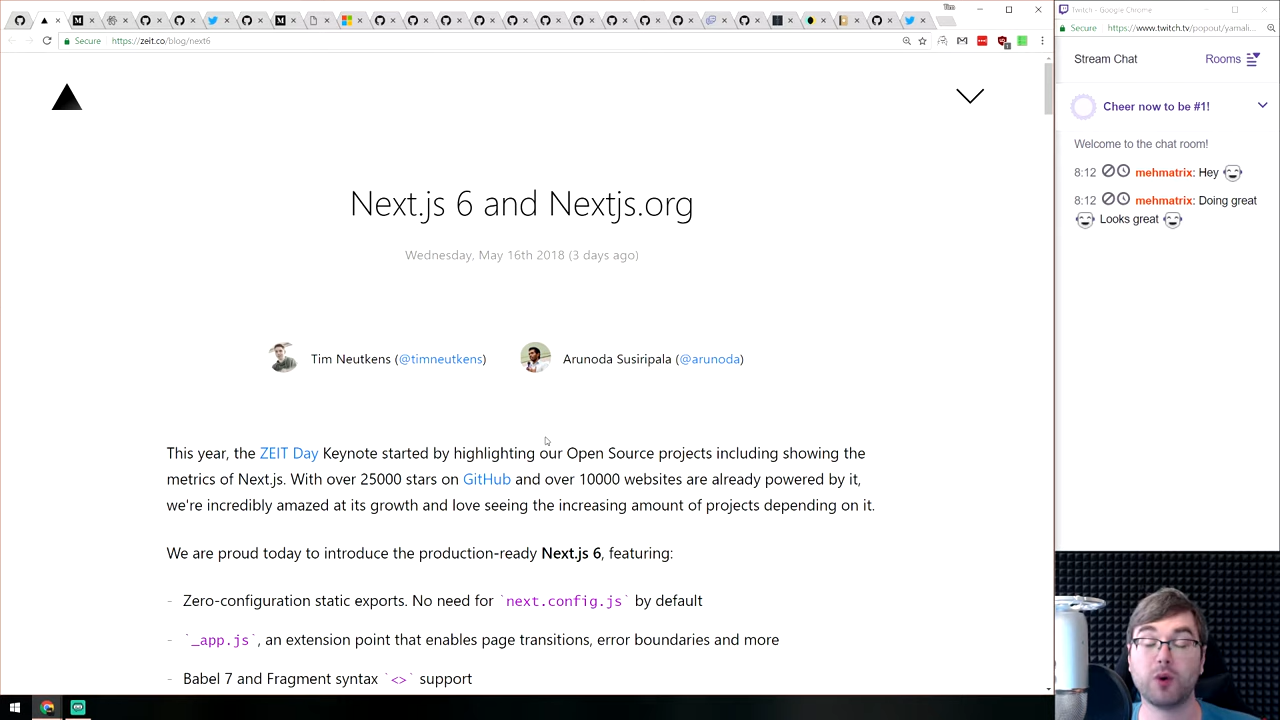 Tim
Secure
https://zeit.co/blog/next6
Next.js 6 and Nextjs.org
Wednesday, May 16th 2018 (3 days ago)
Tim Neutkens (@timneutkens)
Arunoda Susiripala (@arunoda)
This year, the ZEIT Day Keynote started by highlighting our Open Source projects including showing the
metrics of Next.js. With over 25000 stars on GitHub and over 10000 websites are already powered by it,
we're incredibly amazed at its growth and love seeing the increasing amount of projects depending on it.
We are proud today to introduce the production-ready Next.js 6, featuring:
- Zero-configuration static exports. No need for `next.config.js` by default
- `_app.js`, an extension point that enables page transitions, error boundaries and more
- Babel 7 and Fragment syntax `<>` support
Twitch - Google Chrome
Secure
https://www.twitch.tv/popout/yamali...
Stream Chat
Rooms
Cheer now to be #1!
Welcome to the chat room!
8:12 mehmatrix: Hey
8:12 mehmatrix: Doing great
Looks great